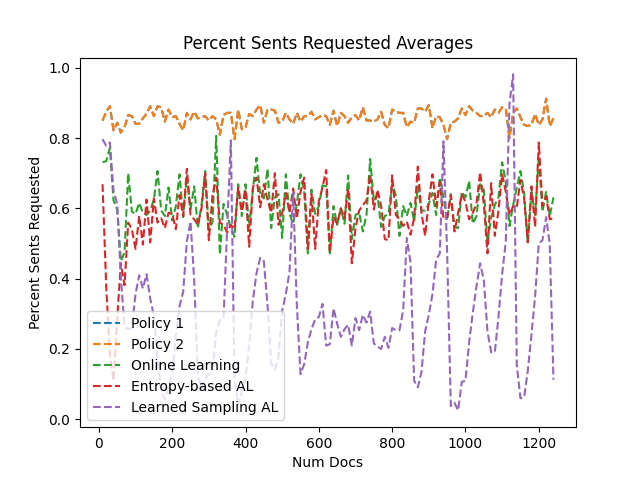 Percent Sents Requested Averages
Percent Sents Requested
1.0
0.8
0.6
0.4
0.2
0.0
Policy 1
Policy 2
Online Learning
Entropy-based AL
Learned Sampling AL
0 200 400 600 800 1000 1200
Num Docs